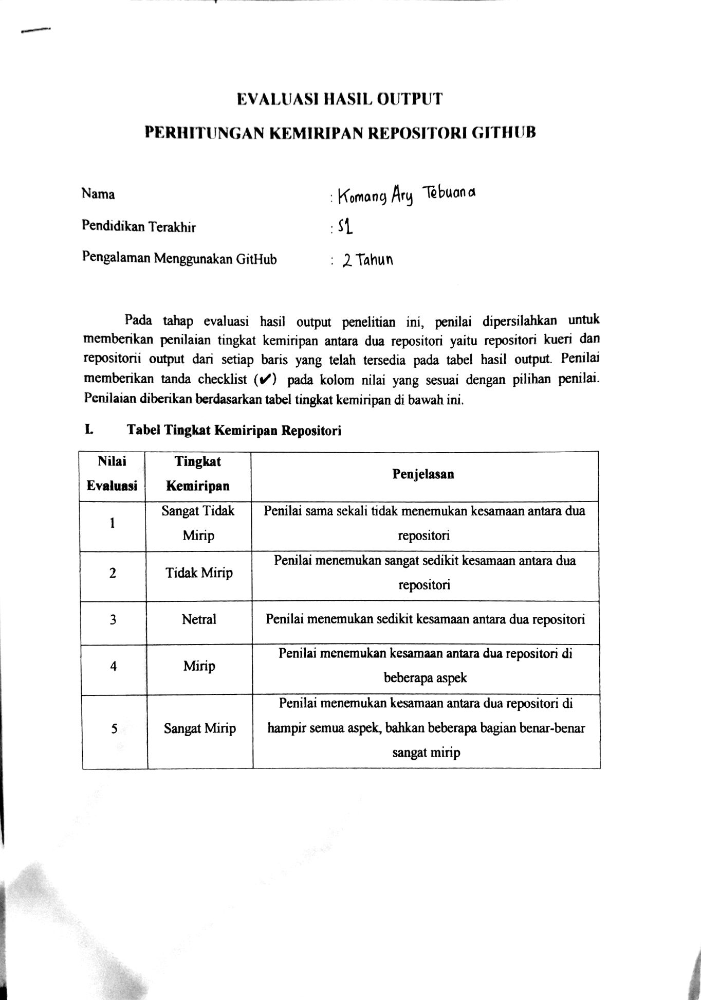 EVALUASI HASIL OUTPUT
PERHITUNGAN KEMIRIPAN REPOSITORI GITHUB
Nama : Komang Ary Tebuana
Pendidikan Terakhir : S1
Pengalaman Menggunakan GitHub : 2 Tahun
Pada tahap evaluasi hasil output penelitian ini, penilai dipersilahkan untuk
memberikan penilaian tingkat kemiripan antara dua repositori yaitu repositori kueri dan
repositorii output dari setiap baris yang telah tersedia pada tabel hasil output. Penilai
memberikan tanda checklist (✔) pada kolom nilai yang sesuai dengan pilihan penilai.
Penilaian diberikan berdasarkan tabel tingkat kemiripan di bawah ini.
I. Tabel Tingkat Kemiripan Repositori
Nilai
Evaluasi
Tingkat
Kemiripan
Penjelasan
1
Sangat Tidak
Mirip
Penilai sama sekali tidak menemukan kesamaan antara dua
repositori
2
Tidak Mirip
Penilai menemukan sangat sedikit kesamaan antara dua
repositori
3
Netral
Penilai menemukan sedikit kesamaan antara dua repositori
4
Mirip
Penilai menemukan kesamaan antara dua repositori di
beberapa aspek
5
Sangat Mirip
Penilai menemukan kesamaan antara dua repositori di
hampir semua aspek, bahkan beberapa bagian benar-benar
sangat mirip